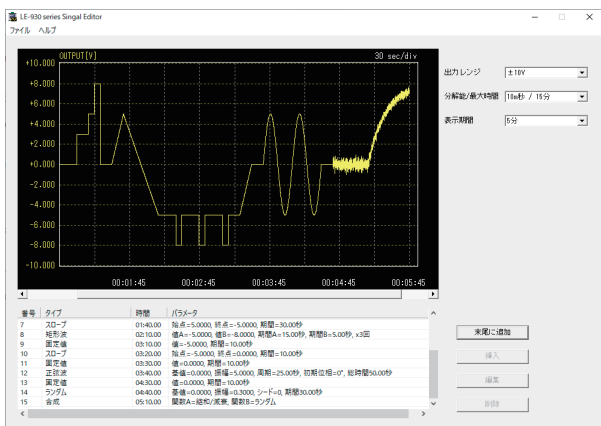 LE-930 series Singal Editor
ファイル ヘルプ
OUTPUT[V] 30 sec/div
+10.000
+8.000
+6.000
+4.000
+2.000
+0.000
-2.000
-4.000
-6.000
-8.000
-10.000
00:01:45 00:02:45 00:03:45 00:04:45 00:05:45
出力レンジ ±10V
分解能/最大時間 10m秒 / 15分
表示期間 5分
番号 タイプ 時間 パラメータ
7 スロープ 01:40.00 始点=5.0000, 終点=-5.0000, 期間=30.00秒
8 矩形波 02:10.00 値A=-5.0000, 値B=-8.0000, 期間A=15.00秒, 期間B=5.00秒, x3回
9 固定値 03:10.00 値=-5.0000, 期間=10.00秒
10 スロープ 03:20.00 始点=-5.0000, 終点=0.0000, 期間=10.00秒
11 固定値 03:30.00 値=0.0000, 期間=10.00秒
12 正弦波 03:40.00 基値=0.0000, 振幅=5.0000, 周期=25.00秒, 初期位相=0°, 総時間50.00秒
13 固定値 04:30.00 値=0.0000, 期間=10.00秒
14 ランダム 04:40.00 基値=0.0000, 振幅=0.3000, シード=0, 期間30.00秒
15 合成 05:10.00 関数A=緩和/減衰, 関数B=ランダム
末尾に追加
挿入
編集
削除